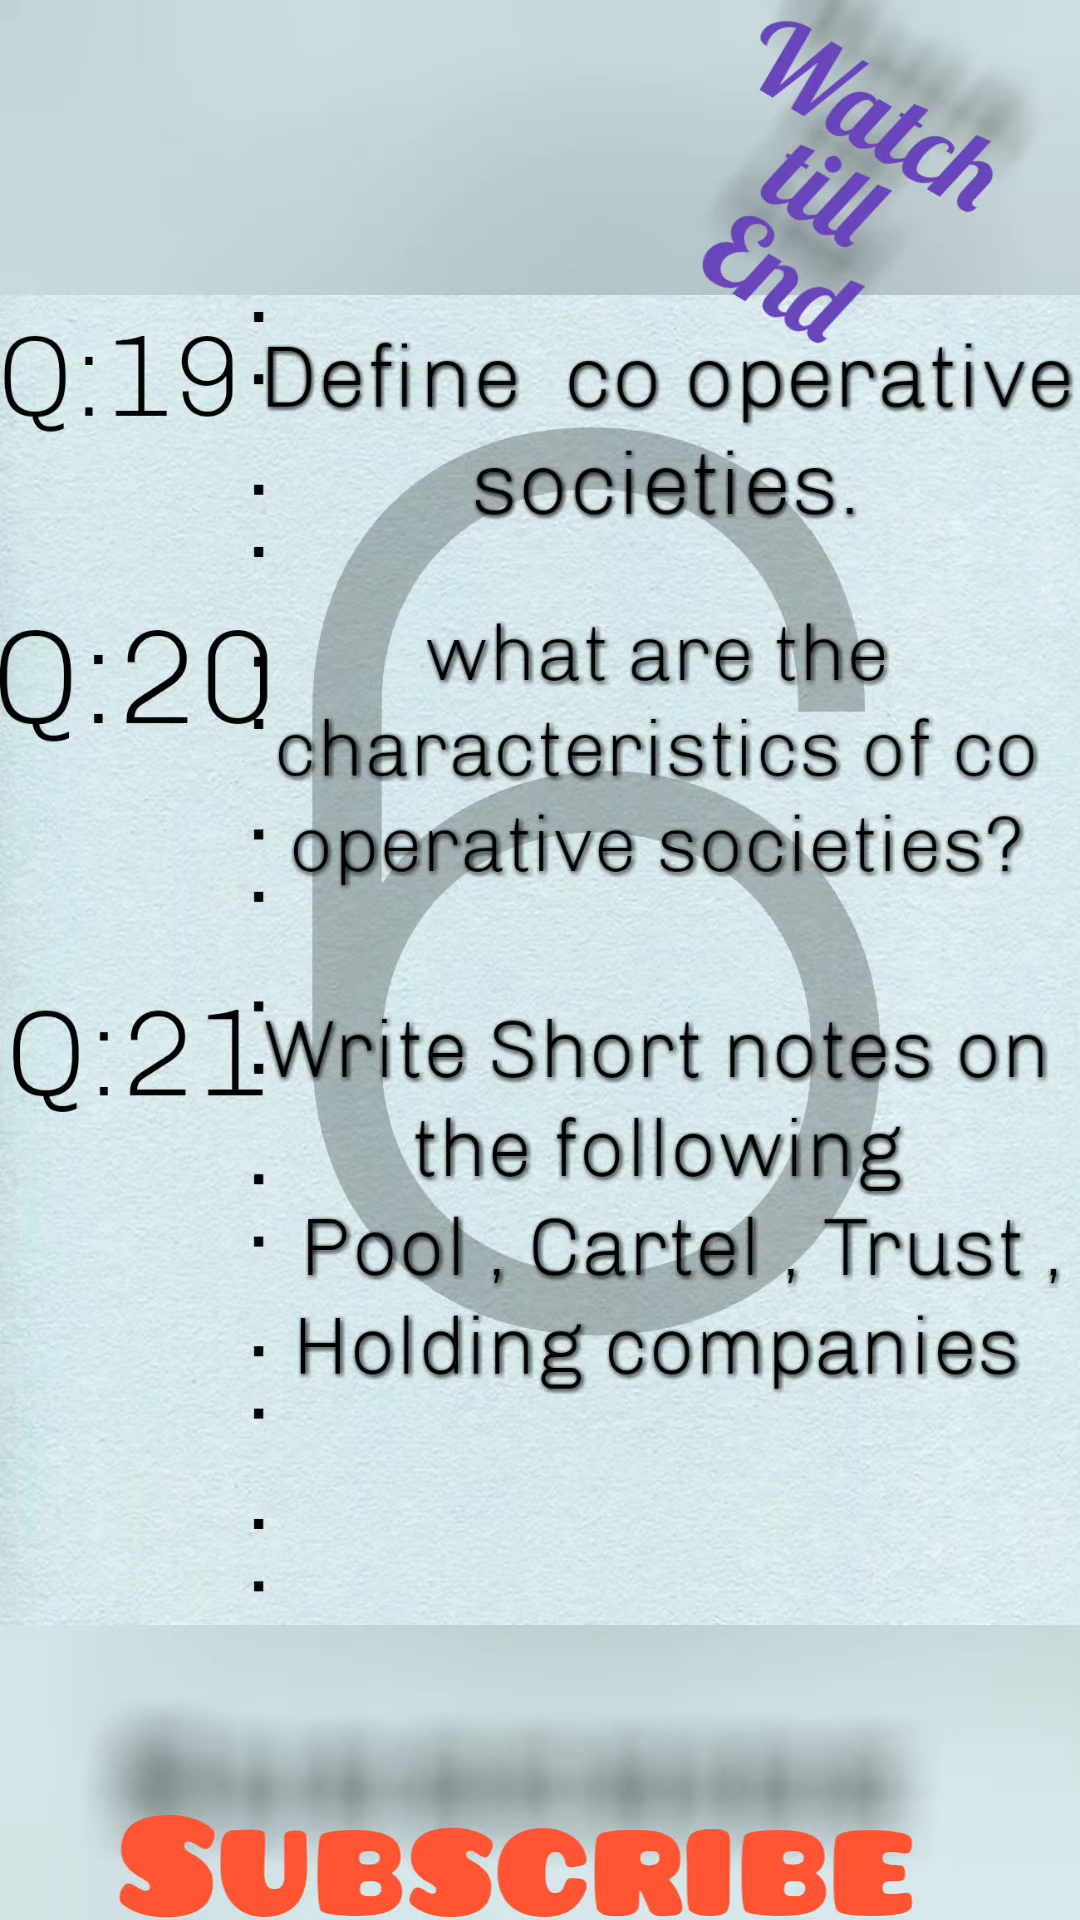 Watch
till
End
Q:19 Define co operative
societies.
Q:20 what are the
characteristics of co
operative societies?
Q:21 Write Short notes on
the following
Pool , Cartel , Trust ,
Holding companies
6
SUBSCRIBE